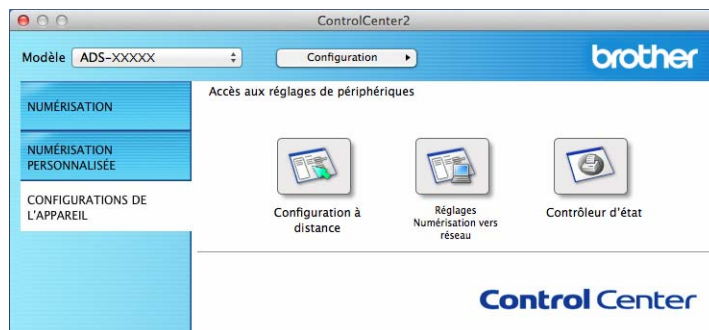 ControlCenter2
Modèle ADS-XXXXX Configuration brother
NUMÉRISATION
NUMÉRISATION
PERSONNALISÉE
CONFIGURATIONS DE
L'APPAREIL
Accès aux réglages de périphériques
Configuration à
distance
Réglages
Numérisation vers
réseau
Contrôleur d'état
Control Center